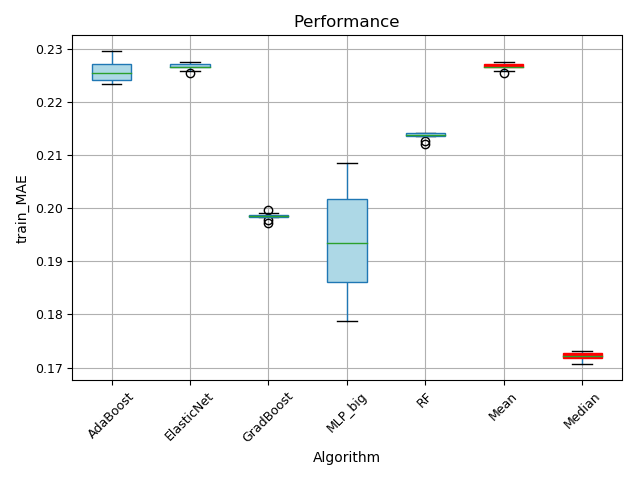 Performance
0.23
0.22
0.21
0.20
0.19
0.18
0.17
train_MAE
AdaBoost
ElasticNet
GradBoost
MLP_big
RF
Mean
Median
Algorithm